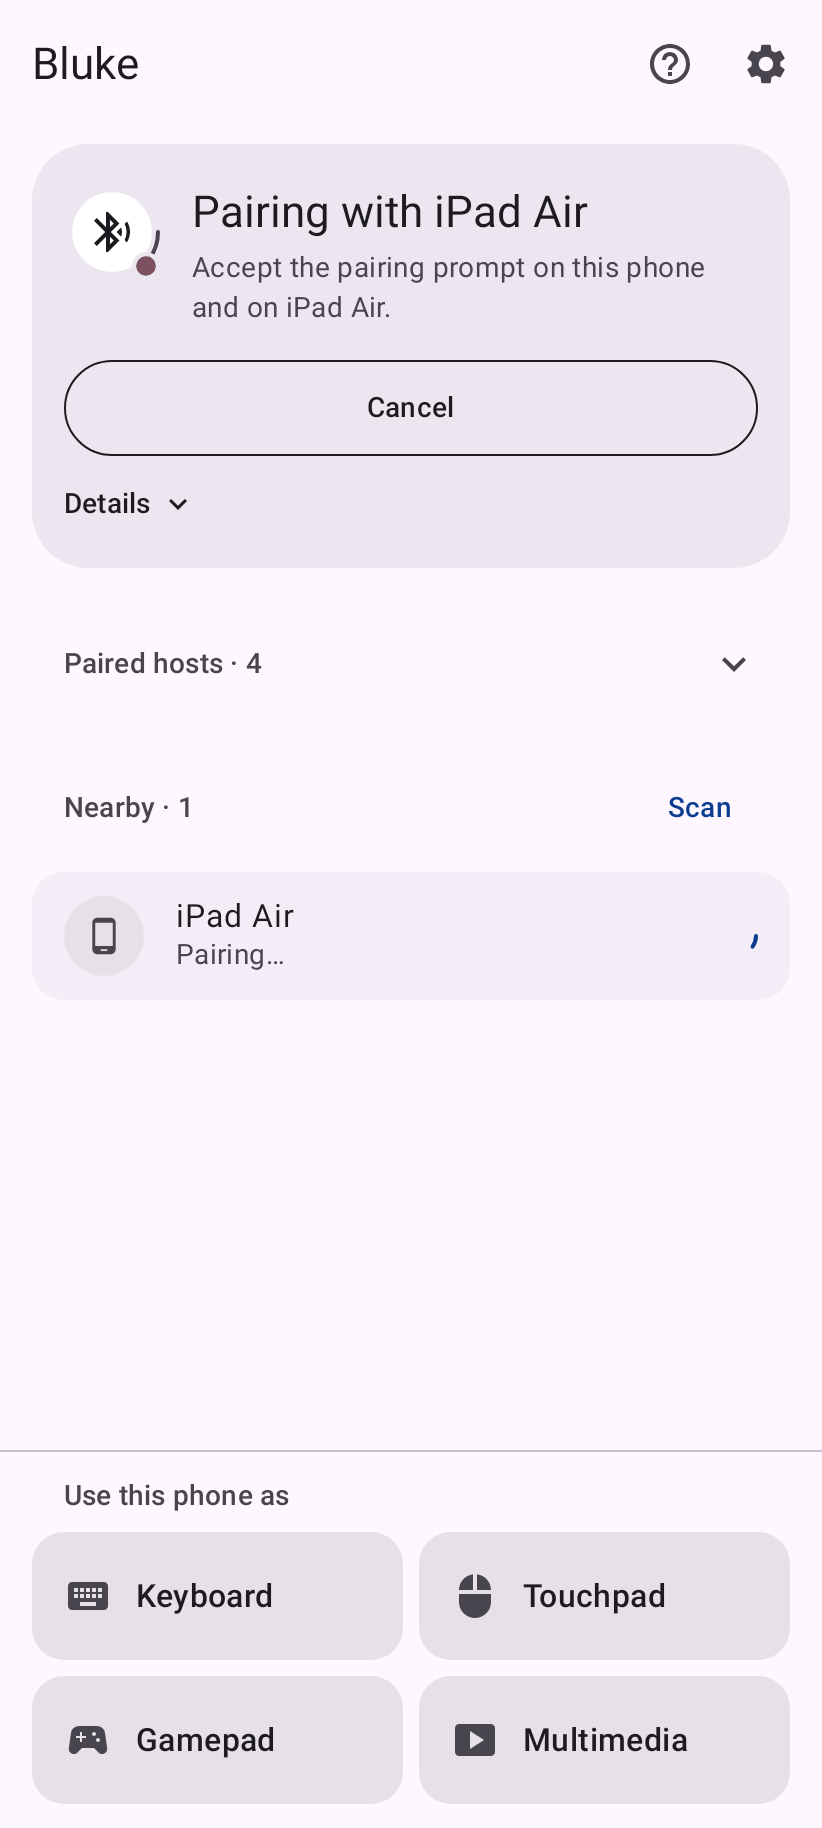 Bluke
Pairing with iPad Air
Accept the pairing prompt on this phone
and on iPad Air.
Cancel
Details
Paired hosts · 4
Nearby · 1
Scan
iPad Air
Pairing…
Use this phone as
Keyboard
Touchpad
Gamepad
Multimedia